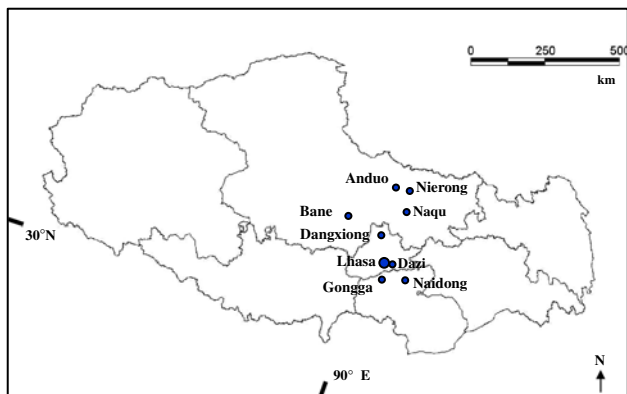 0 250 500
km
Anduo
Nierong
Bane
Naqu
Dangxiong
30°N
Lhasa
Dazi
Gongga
Naidong
90° E
N